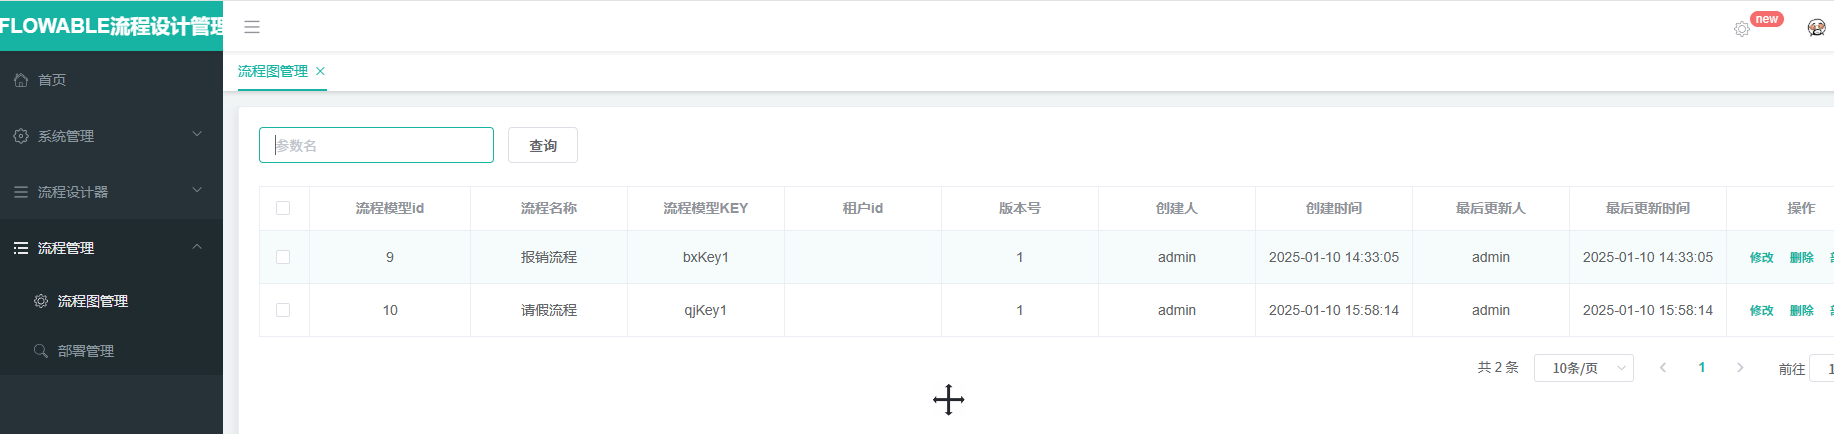 FLOWABLE流程设计管理
new
首页
系统管理
流程设计器
流程管理
流程图管理
部署管理
流程图管理
参数名 查询
流程模型id 流程名称 流程模型KEY 租户id 版本号 创建人 创建时间 最后更新人 最后更新时间 操作
9 报销流程 bxKey1 1 admin 2025-01-10 14:33:05 admin 2025-01-10 14:33:05 修改 删除
10 请假流程 qjKey1 1 admin 2025-01-10 15:58:14 admin 2025-01-10 15:58:14 修改 删除
共 2 条 10条/页 1 前往 1